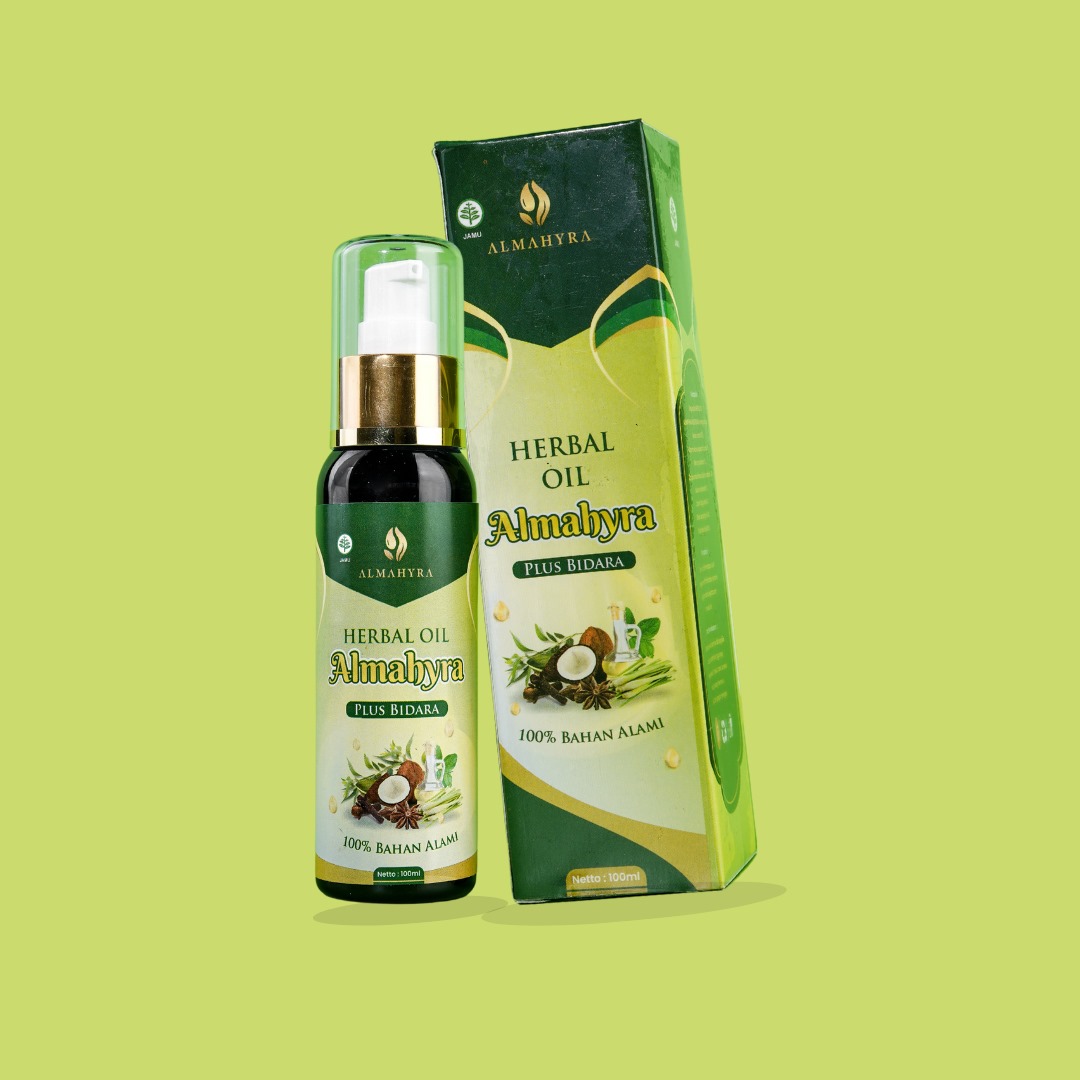 JAMU
ALMAHYRA
HERBAL
OIL
Almahyra
PLUS BIDARA
100% BAHAN ALAMI
Netto : 100ml
JAMU
ALMAHYRA
HERBAL OIL
Almahyra
PLUS BIDARA
100% BAHAN ALAMI
Netto : 100ml